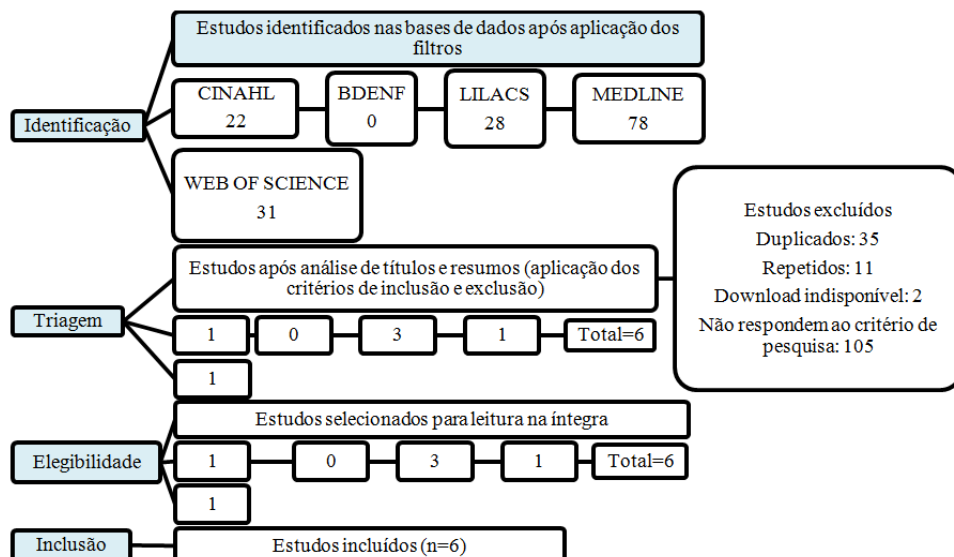 Estudos identificados nas bases de dados após aplicação dos
filtros
Identificação
CINAHL
22
BDENF
0
LILACS
28
MEDLINE
78
WEB OF SCIENCE
31
Estudos excluídos
Duplicados: 35
Repetidos: 11
Download indisponível: 2
Não respondem ao critério de
pesquisa: 105
Estudos após análise de títulos e resumos (aplicação dos
critérios de inclusão e exclusão)
Triagem
1
0
3
1
Total=6
1
Estudos selecionados para leitura na íntegra
Elegibilidade
1
0
3
1
Total=6
1
Inclusão
Estudos incluídos (n=6)